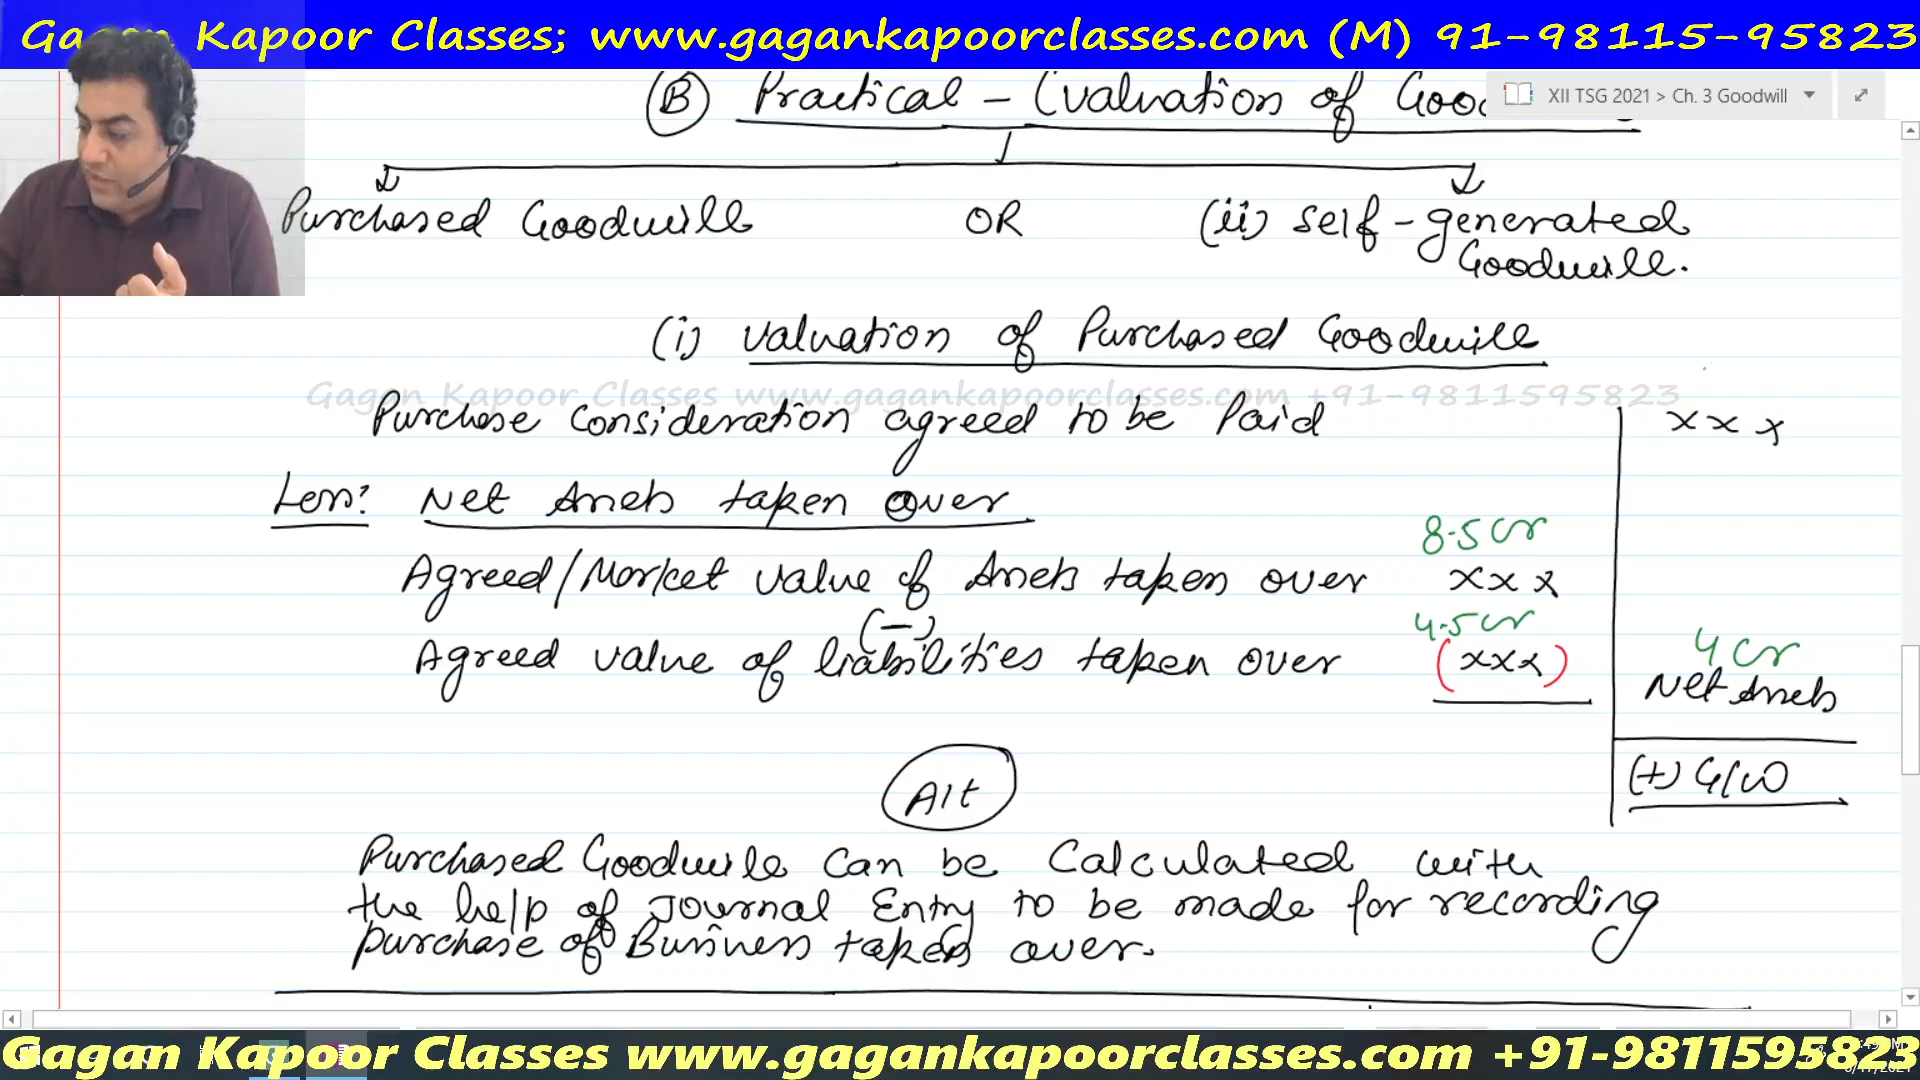 Gagan Kapoor Classes; www.gagankapoorclasses.com (M) 91-98115-95823
XII TSG 2021 > Ch. 3 Goodwill
(B) Practical - (Valuation of
Purchased Goodwill OR (ii) Self-generated
Goodwill.
(i) Valuation of Purchased Goodwill
Gagan Kapoor Classes www.gagankapoorclasses.com +91-9811595823
Purchase Consideration agreed to be Paid xxx
Less: Net Assets taken over
8.5 cr
Agreed/Market value of Assets taken over xxx
(-) 4.5 cr
Agreed value of liabilities taken over (xxx) 4 cr
Net Assets
(+) G/W
Alt
Purchased Goodwill can be Calculated with
the help of Journal Entry to be made for recording
purchase of Business taken over.
Gagan Kapoor Classes www.gagankapoorclasses.com +91-9811595823